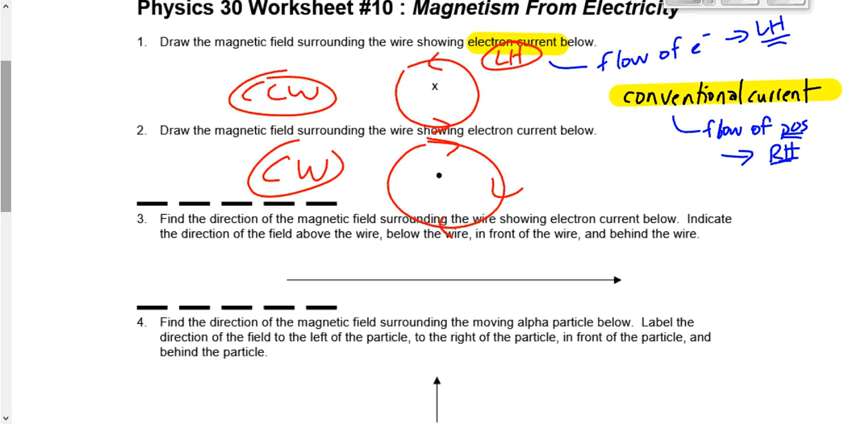 Physics 30 Worksheet #10 : Magnetism From Electricity
1. Draw the magnetic field surrounding the wire showing electron current below.
LH
flow of e⁻ → LH
CCW
x
conventional current
flow of pos
→ RH
2. Draw the magnetic field surrounding the wire showing electron current below.
CW
3. Find the direction of the magnetic field surrounding the wire showing electron current below. Indicate
the direction of the field above the wire, below the wire, in front of the wire, and behind the wire.
4. Find the direction of the magnetic field surrounding the moving alpha particle below. Label the
direction of the field to the left of the particle, to the right of the particle, in front of the particle, and
behind the particle.